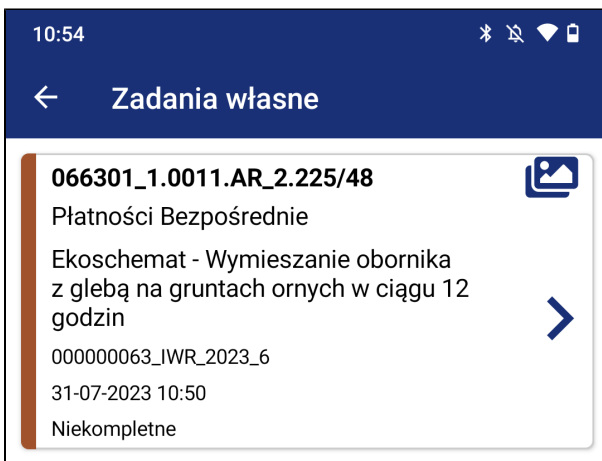 10:54
Zadania własne
066301_1.0011.AR_2.225/48
Płatności Bezpośrednie
Ekoschemat - Wymieszanie obornika
z glebą na gruntach ornych w ciągu 12
godzin
000000063_IWR_2023_6
31-07-2023 10:50
Niekompletne